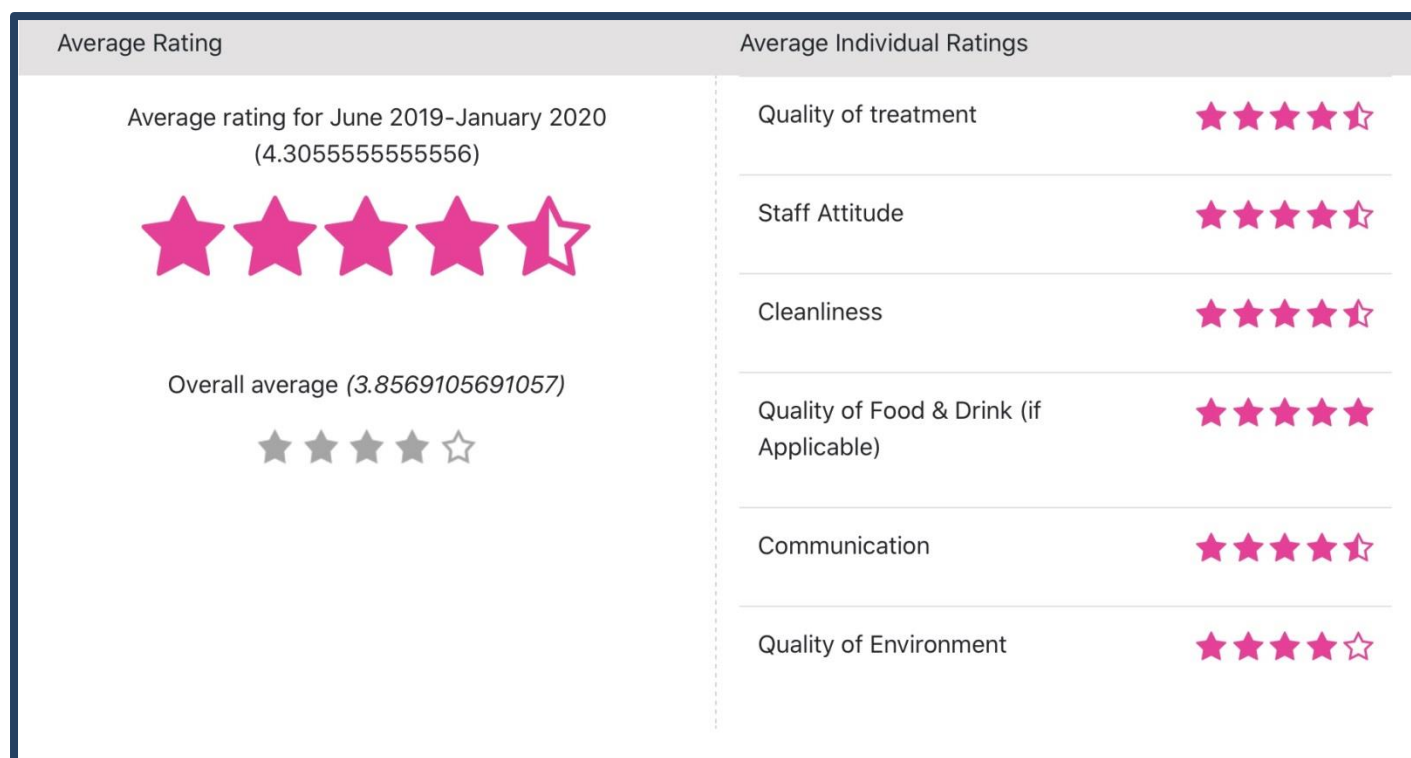 Average Rating
Average rating for June 2019-January 2020
(4.3055555555556)
Overall average (3.8569105691057)
Average Individual Ratings
Quality of treatment
Staff Attitude
Cleanliness
Quality of Food & Drink (if
Applicable)
Communication
Quality of Environment